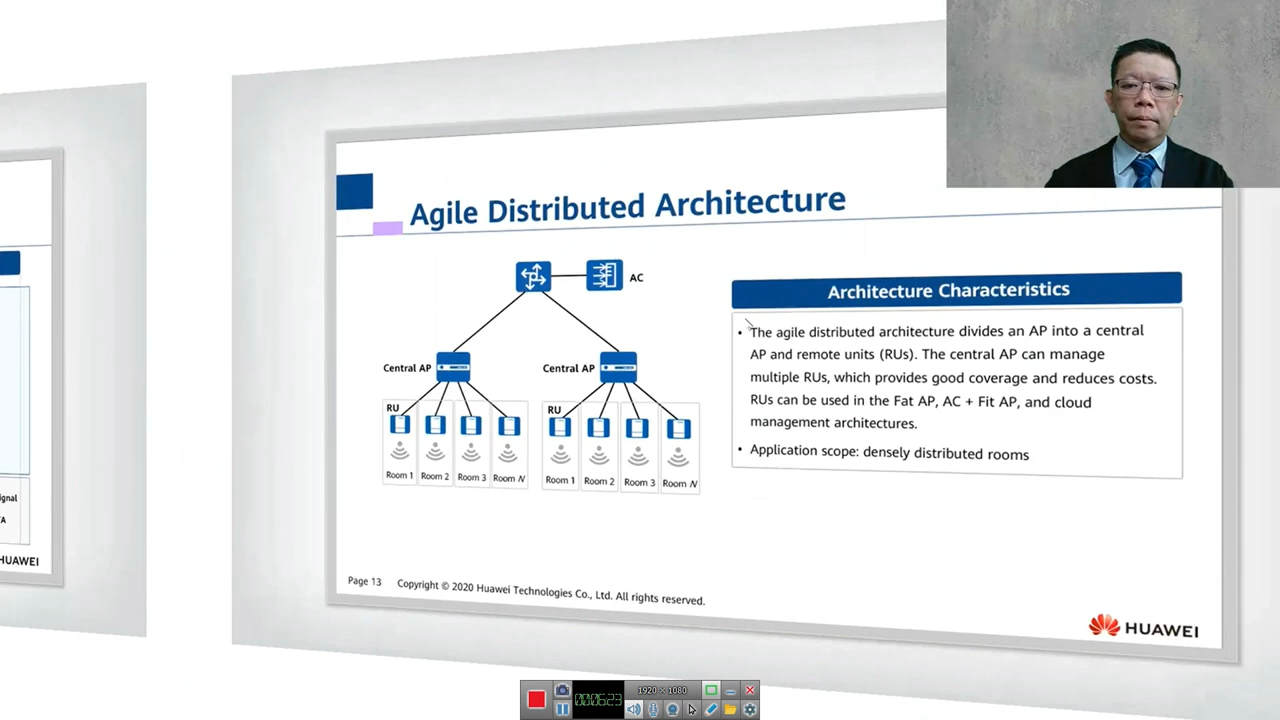 Agile Distributed Architecture
AC
Central AP
Central AP
RU
RU
Room 1
Room 2
Room 3
Room N
Room 1
Room 2
Room 3
Room N
Architecture Characteristics
• The agile distributed architecture divides an AP into a central
AP and remote units (RUs). The central AP can manage
multiple RUs, which provides good coverage and reduces costs.
RUs can be used in the Fat AP, AC + Fit AP, and cloud
management architectures.
• Application scope: densely distributed rooms
Page 13
Copyright © 2020 Huawei Technologies Co., Ltd. All rights reserved.
HUAWEI
HUAWEI
1920 × 1080